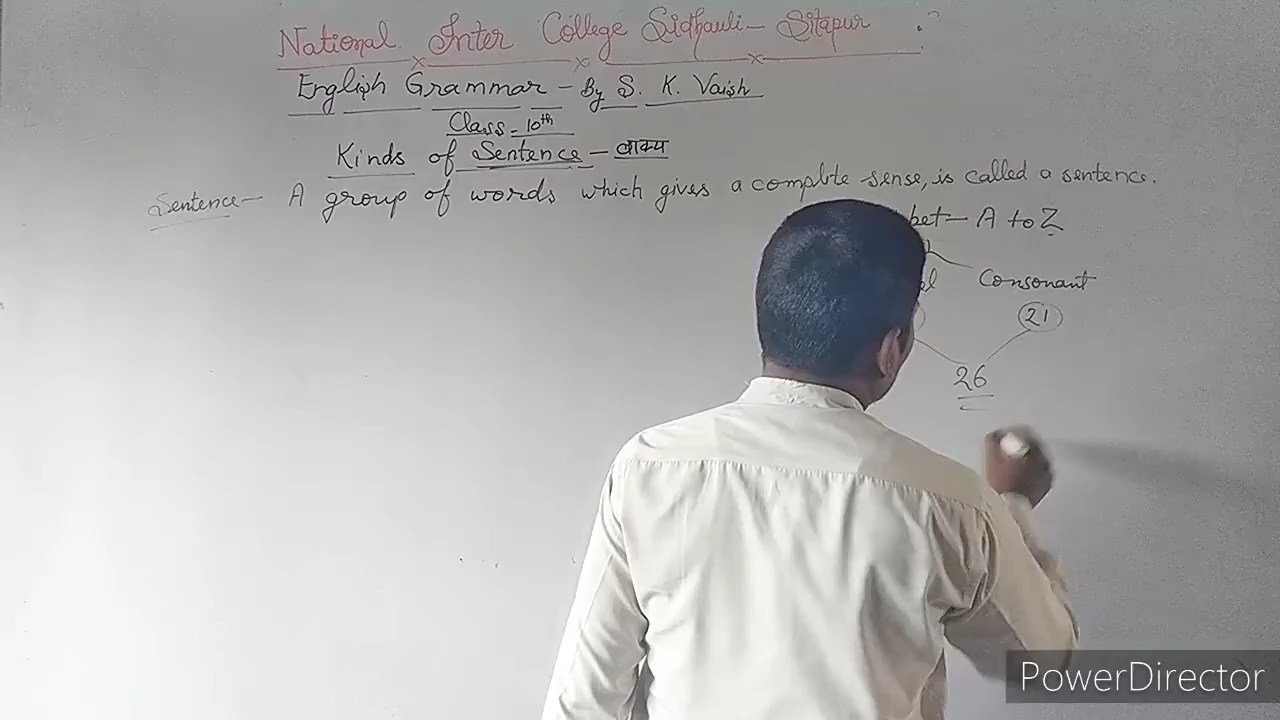 National Inter College Sidhauli - Sitapur
English Grammar - By S. K. Vaish
Class - 10th
Kinds of Sentence - वाक्य
Sentence - A group of words which gives a complete sense, is called a sentence.
bet - A to Z
Consonant
21
26
PowerDirector